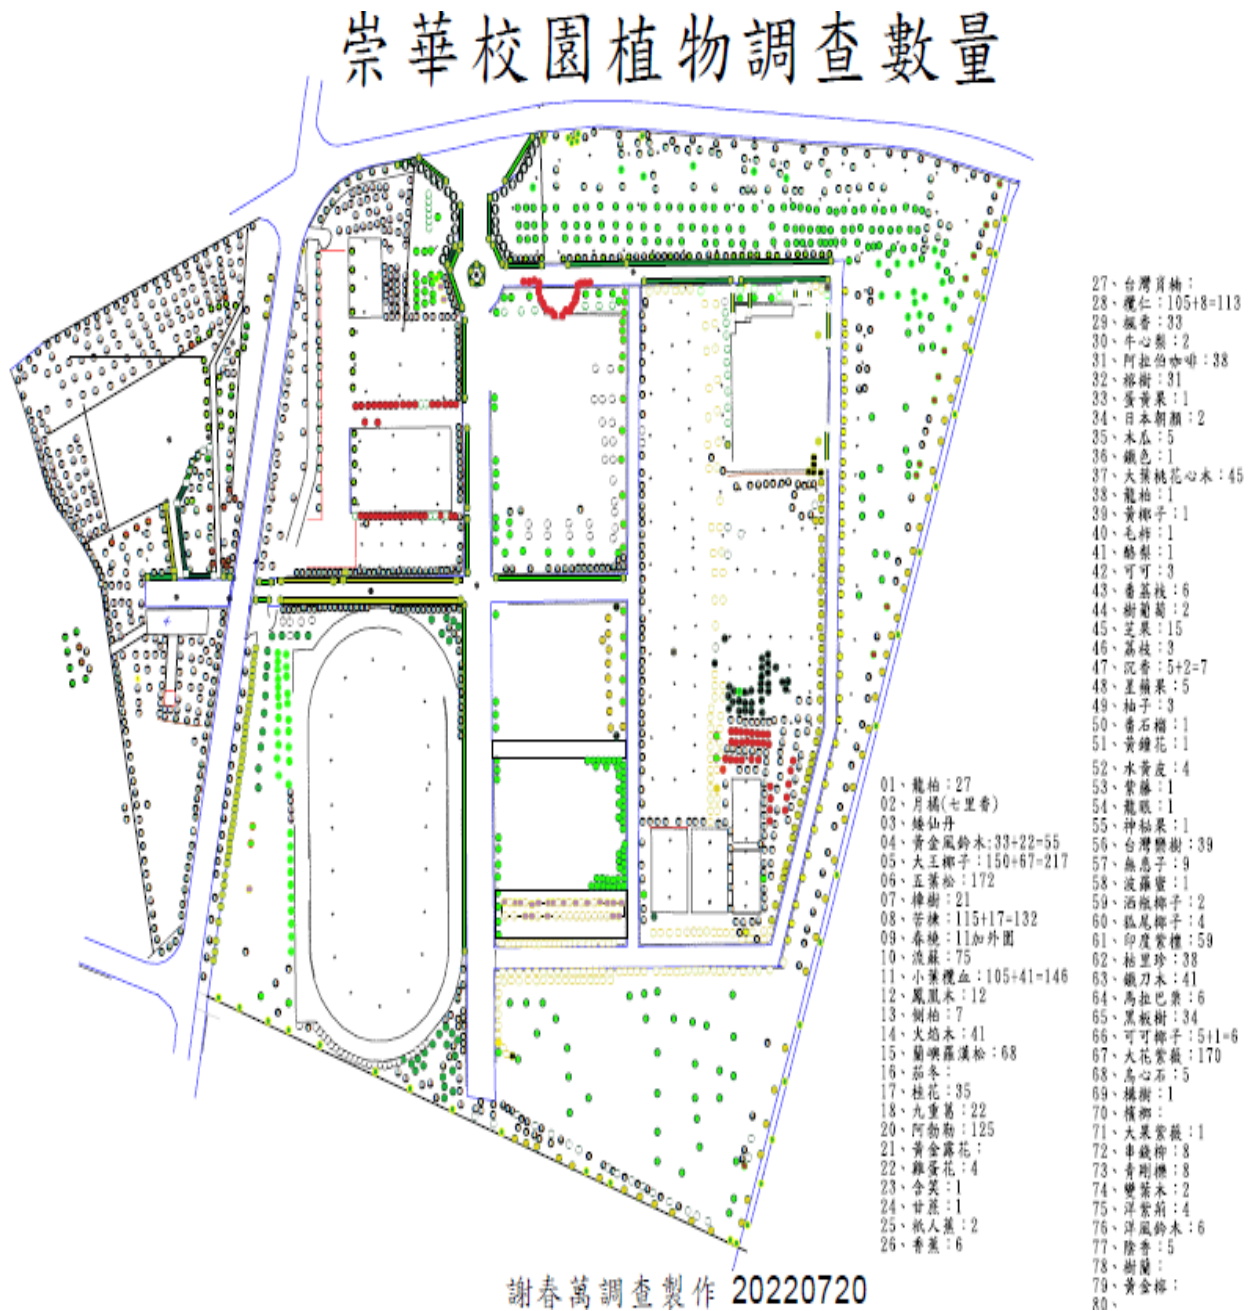 崇華校園植物調查數量
01、龍柏：27
02、月橘(七里香)
03、矮仙丹
04、黃金風鈴木：33+22=55
05、大王椰子：150+67=217
06、五葉松：172
07、樟樹：21
08、苦楝：115+17=132
09、春桃：11加外圍
10、流蘇：75
11、小葉欖血：105+41=146
12、鳳凰木：12
13、側柏：7
14、火焰木：41
15、蘭嶼羅漢松：68
16、茄冬：
17、桂花：35
18、九重葛：22
20、阿勃勒：125
21、黃金露花：
22、雞蛋花：4
23、含笑：1
24、甘蔗：1
25、旅人蕉：2
26、香蕉：6
27、台灣肖楠：
28、欖仁：105+8=113
29、楓香：33
30、牛心梨：2
31、阿拉伯咖啡：38
32、榕樹：31
33、蛋黃果：1
34、日本朝顏：2
35、木瓜：5
36、鐵色：1
37、大葉桃花心木：45
38、龍柏：1
39、黃椰子：1
40、毛柿：1
41、酪梨：1
42、可可：3
43、番荔枝：6
44、樹葡萄：2
45、芒果：15
46、荔枝：3
47、沉香：5+2=7
48、星蘋果：5
49、柚子：3
50、番石榴：1
51、黃鐘花：1
52、水黃皮：4
53、紫藤：1
54、龍眼：1
55、神秘果：1
56、台灣欒樹：39
57、無患子：9
58、波羅蜜：1
59、酒瓶椰子：2
60、狐尾椰子：4
61、印度紫檀：59
62、枯里珍：38
63、鐵刀木：41
64、馬拉巴栗：6
65、黑板樹：34
66、可可椰子：5+1=6
67、大花紫薇：170
68、烏心石：5
69、構樹：1
70、檳榔：
71、大果紫薇：1
72、串錢柳：8
73、青剛櫟：8
74、變葉木：2
75、洋紫荊：4
76、洋風鈴木：6
77、陰香：5
78、樹蘭：
79、黃金榕：
80、
謝春萬調查製作 20220720